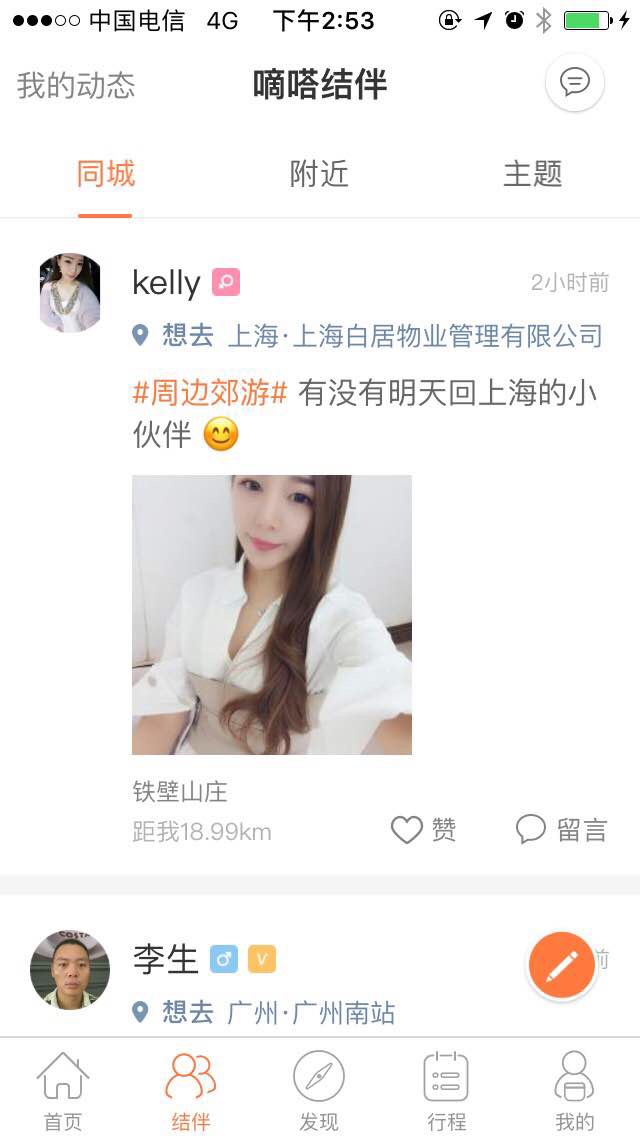 中国电信 4G 下午2:53
我的动态 嘀嗒结伴
同城 附近 主题
kelly 2小时前
想去 上海·上海白居物业管理有限公司
#周边郊游# 有没有明天回上海的小
伙伴 😊
铁壁山庄
距我18.99km 赞 留言
COSTA
李生 V 前
想去 广州·广州南站
首页 结伴 发现 行程 我的